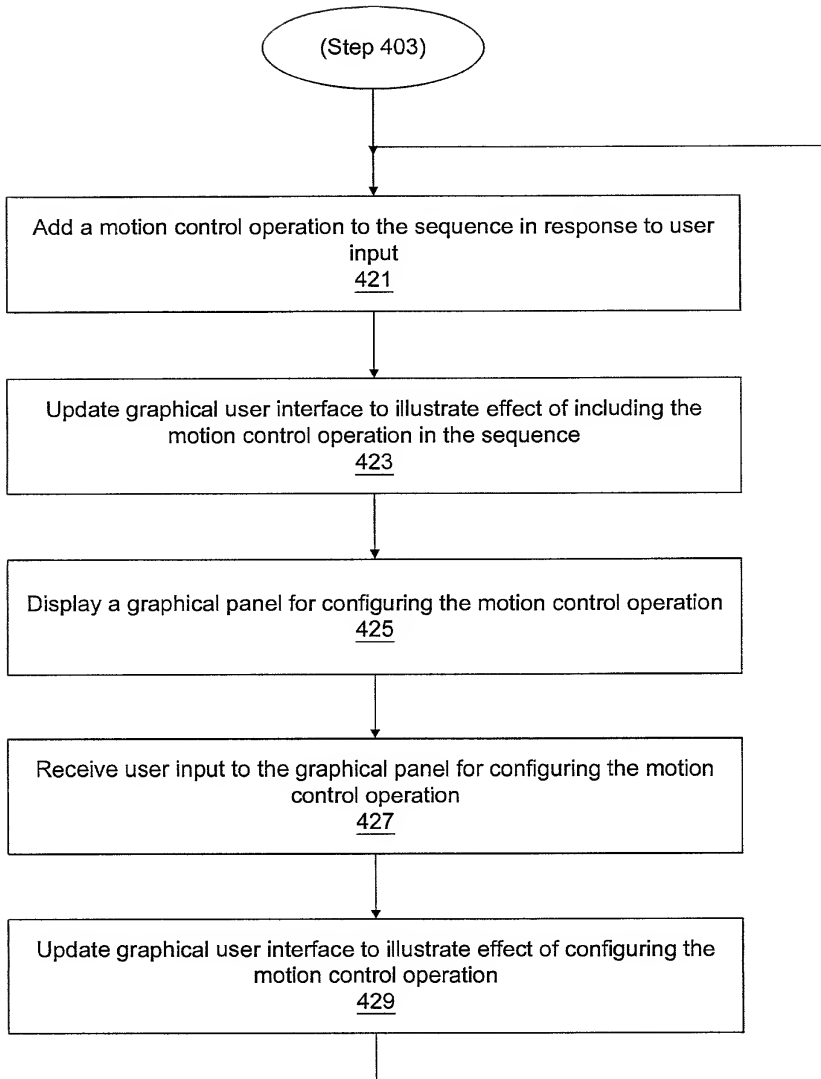 (Step 403)
Add a motion control operation to the sequence in response to user
input
421
Update graphical user interface to illustrate effect of including the
motion control operation in the sequence
423
Display a graphical panel for configuring the motion control operation
425
Receive user input to the graphical panel for configuring the motion
control operation
427
Update graphical user interface to illustrate effect of configuring the
motion control operation
429